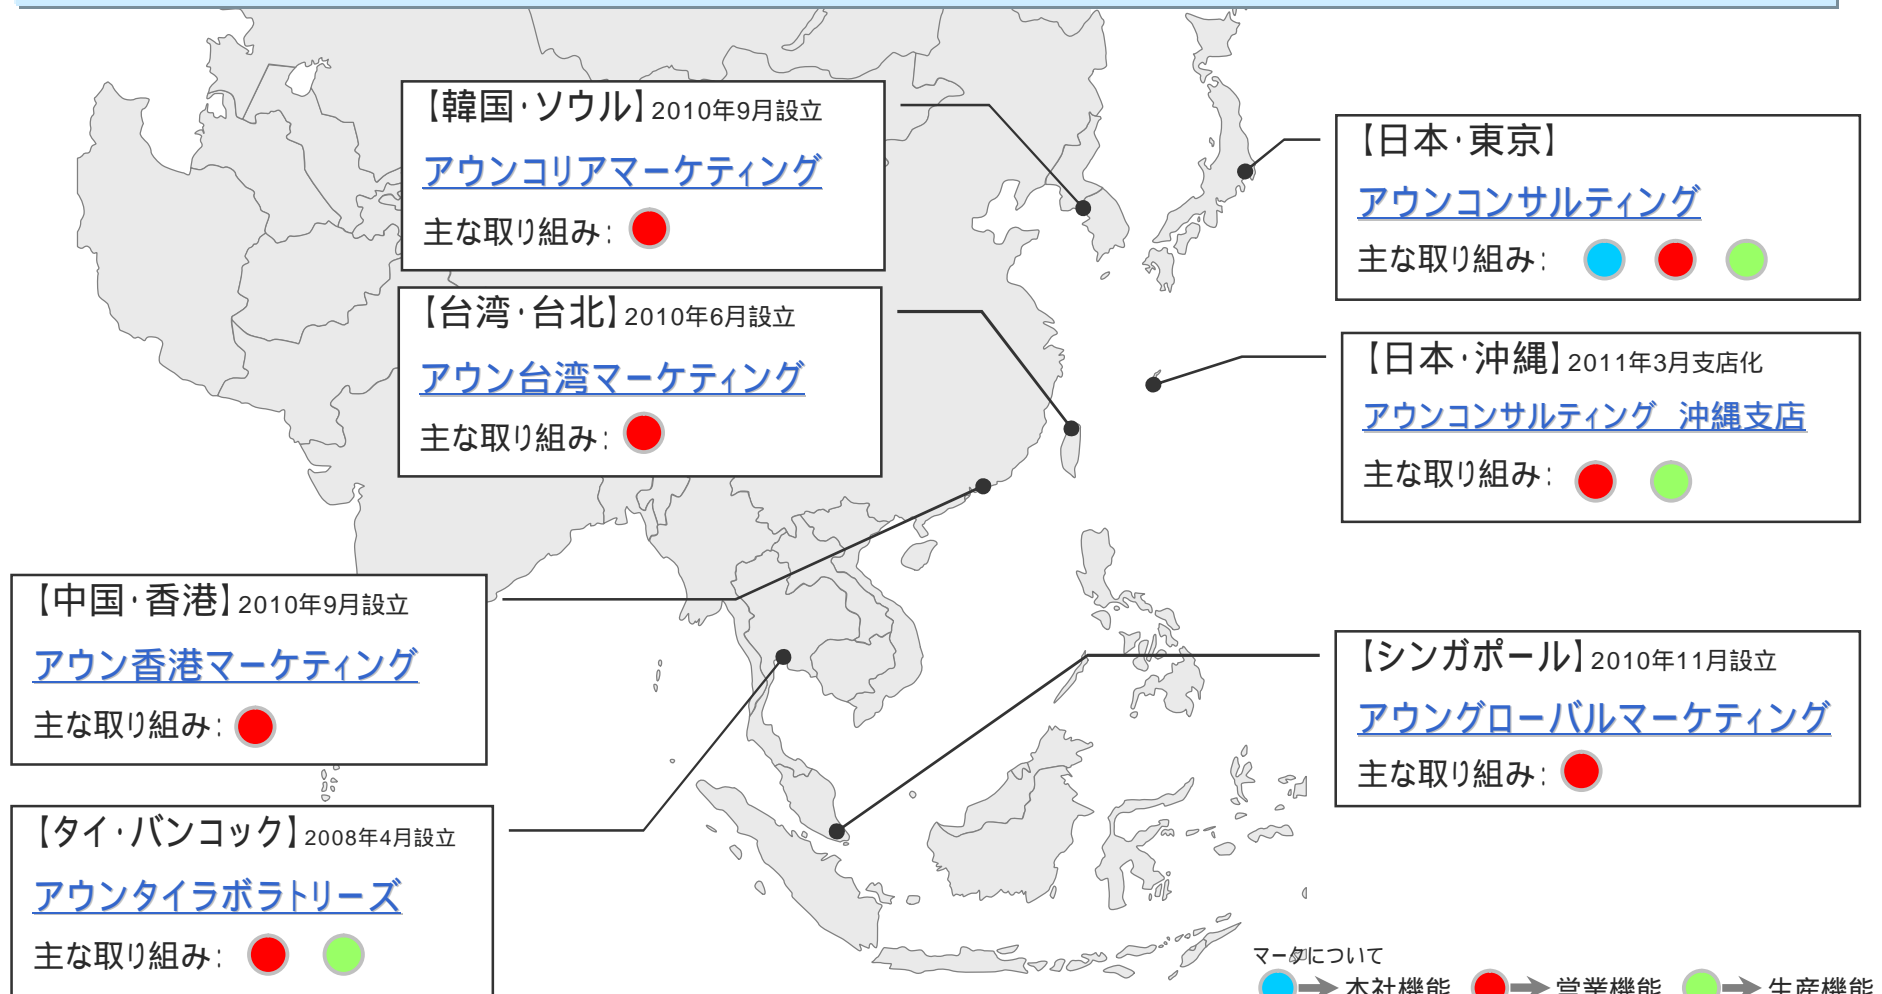 【韓国・ソウル】2010年9月設立
アウンコリアマーケティング
主な取り組み：
【台湾・台北】2010年6月設立
アウン台湾マーケティング
主な取り組み：
【中国・香港】2010年9月設立
アウン香港マーケティング
主な取り組み：
【タイ・バンコック】2008年4月設立
アウンタイラボラトリーズ
主な取り組み：
【日本・東京】
アウンコンサルティング
主な取り組み：
【日本・沖縄】2011年3月支店化
アウンコンサルティング　沖縄支店
主な取り組み：
【シンガポール】2010年11月設立
アウングローバルマーケティング
主な取り組み：
マークについて
本社機能 営業機能 生産機能